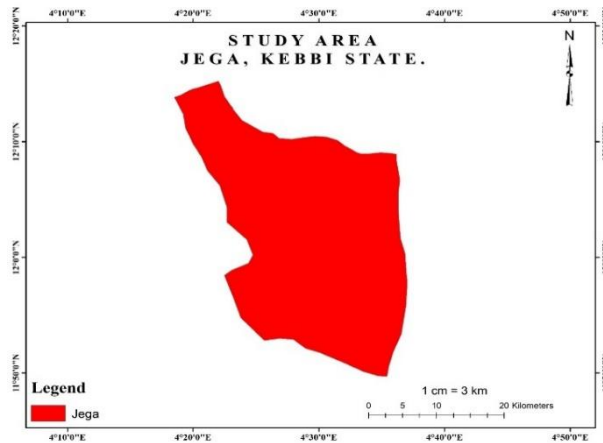 4°10'0"E 4°20'0"E 4°30'0"E 4°40'0"E 4°50'0"E
12°20'0"N
STUDY AREA
JEGA, KEBBI STATE.
N
12°10'0"N
12°0'0"N
11°50'0"N
Legend
Jega
1 cm = 3 km
0 5 10 20 Kilometers
4°10'0"E 4°20'0"E 4°30'0"E 4°40'0"E 4°50'0"E